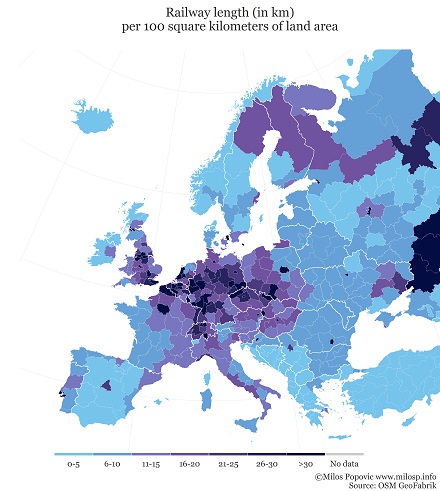 Railway length (in km)
per 100 square kilometers of land area
0-5 6-10 11-15 16-20 21-25 26-30 >30 No data
©Milos Popovic www.milosp.info
Source: OSM GeoFabrik